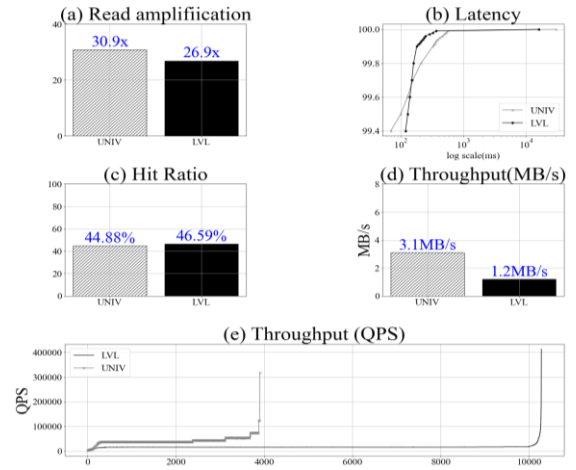 (a) Read amplifiication
40
20
0
30.9x
26.9x
UNIV
LVL
(b) Latency
100.0
99.8
99.6
99.4
UNIV
LVL
10²
10³
10⁴
log scale(ms)
(c) Hit Ratio
100
80
60
40
20
0
44.88%
46.59%
UNIV
LVL
(d) Throughput(MB/s)
MB/s
8
6
4
2
0
3.1MB/s
1.2MB/s
UNIV
LVL
(e) Throughput (QPS)
QPS
400000
300000
200000
100000
0
LVL
UNIV
0
2000
4000
6000
8000
10000